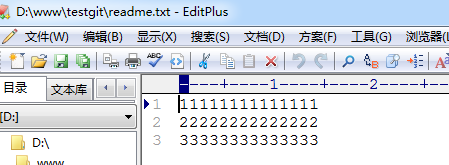 D:\www\testgit\readme.txt - EditPlus
文件(F) 编辑(B) 显示(X) 搜索(S) 文档(D) 方案(F) 工具(G) 浏览器(L
目录 文本库
----+----1----+----2----+-
[D:]
1 11111111111111
2 22222222222222
3 33333333333333
D:\
www